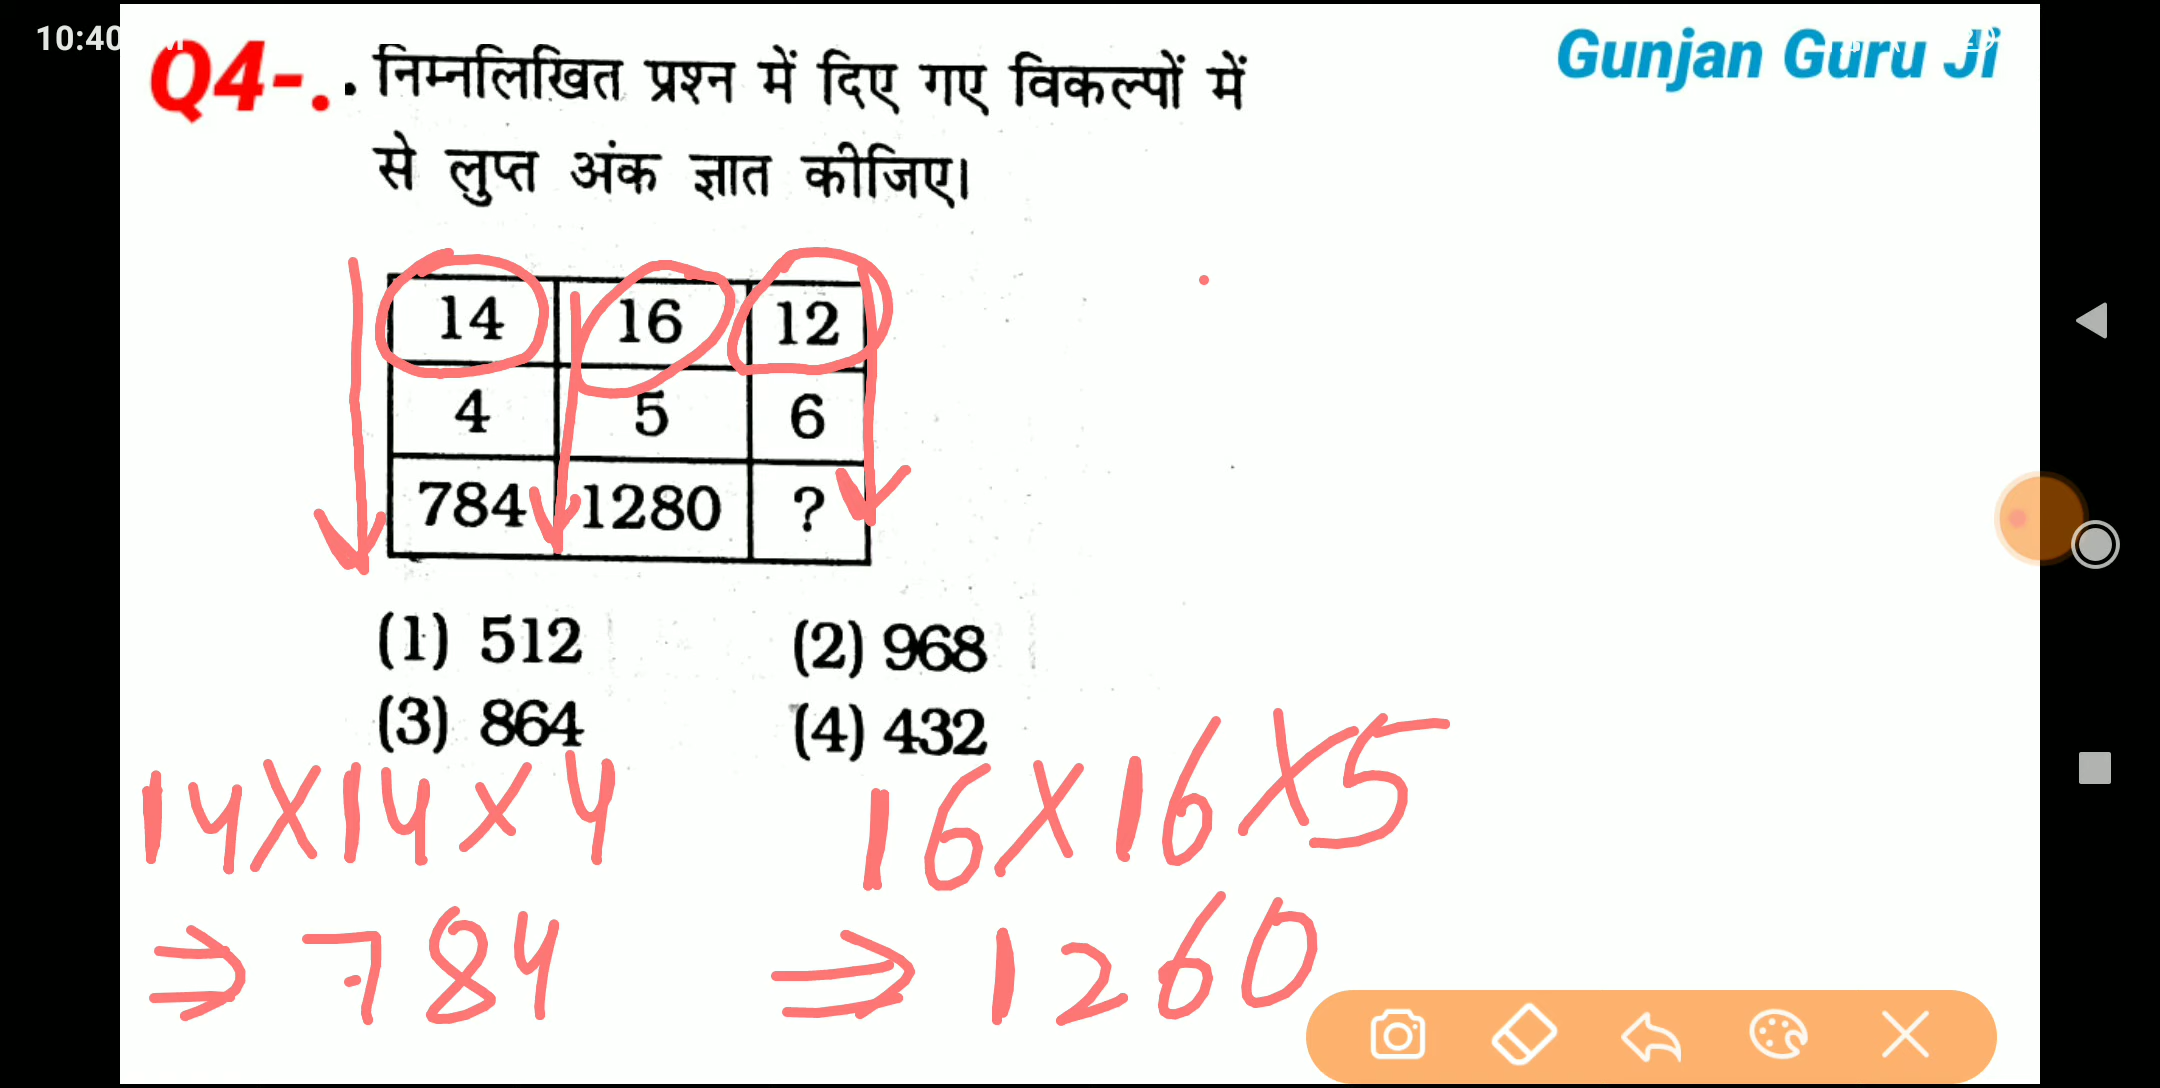 10:40
Q4-. . निम्नलिखित प्रश्न में दिए गए विकल्पों में
Gunjan Guru Ji
से लुप्त अंक ज्ञात कीजिए।
14 16 12
4 5 6
784 1280 ?
(1) 512 (2) 968
(3) 864 (4) 432
14×14×4 16×16×5
⇒ 784 ⇒ 1260